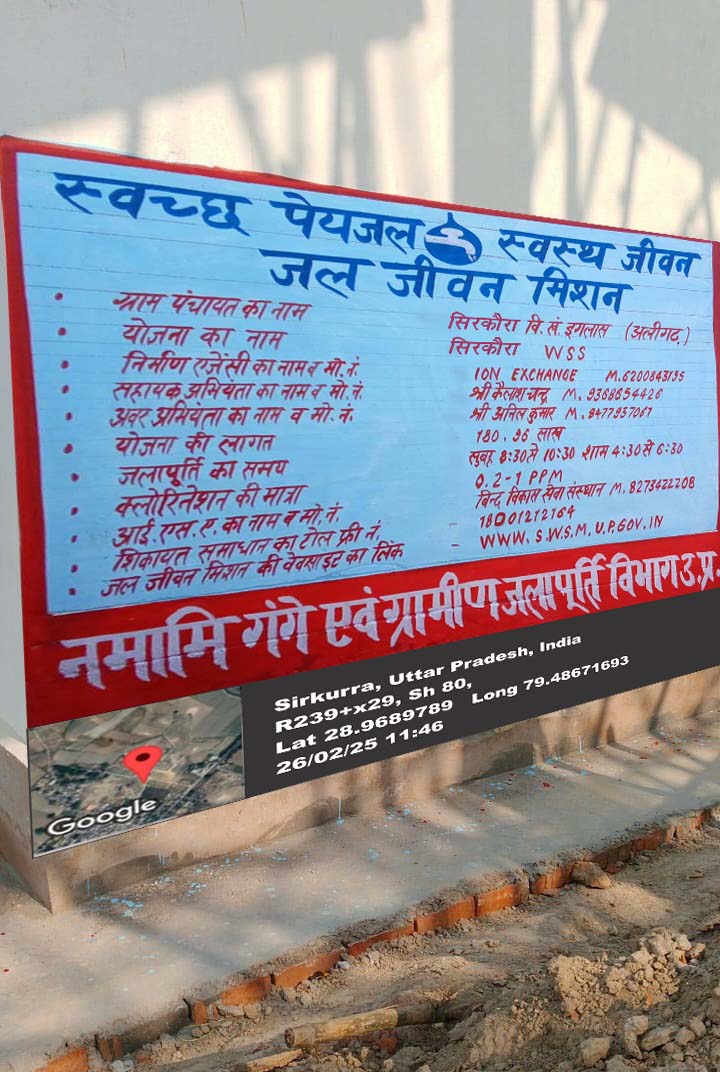 स्वच्छ पेयजल स्वस्थ जीवन
जल जीवन मिशन
• ग्राम पंचायत का नाम सिरकौरा वि.खं. इगलास (अलीगढ़)
• योजना का नाम सिरकौरा WSS
• निर्माण एजेंसी का नाम व मो.नं. ION EXCHANGE M.6200843195
• सहायक अभियंता का नाम व मो.नं. श्री कैलाश चन्द्र M. 9368654426
• अवर अभियंता का नाम व मो.नं. श्री अनिल कुमार M. 9477937067
• योजना की लागत 180.96 लाख
• जलापूर्ति का समय सुबह 8:30 से 10:30 शाम 4:30 से 6:30
• क्लोरिनेशन की मात्रा 0.2-1 PPM
• आई.एस.ए. का नाम व मो.नं. बिन्द विकास सेवा संस्थान M. 8273422208
• शिकायत समाधान का टोल फ्री नं. - 18001212164
• जल जीवन मिशन की वेबसाइट का लिंक - WWW.S.W.S.M.U.P.GOV.IN
नमामि गंगे एवं ग्रामीण जलापूर्ति विभाग उ.प्र.
Sirkurra, Uttar Pradesh, India
R239+x29, Sh 80,
Lat 28.9689789 Long 79.48671693
26/02/25 11:46
Google